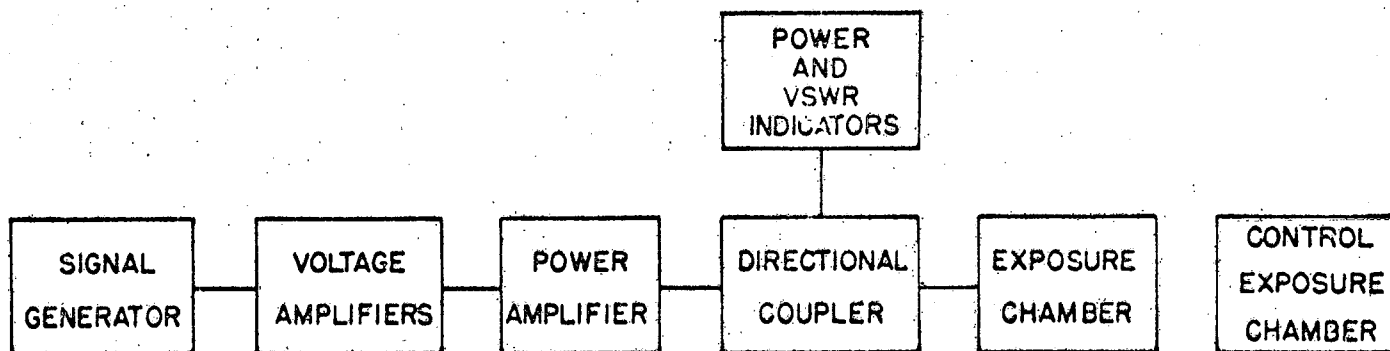 POWER
AND
VSWR
INDICATORS
SIGNAL
GENERATOR
VOLTAGE
AMPLIFIERS
POWER
AMPLIFIER
DIRECTIONAL
COUPLER
EXPOSURE
CHAMBER
CONTROL
EXPOSURE
CHAMBER